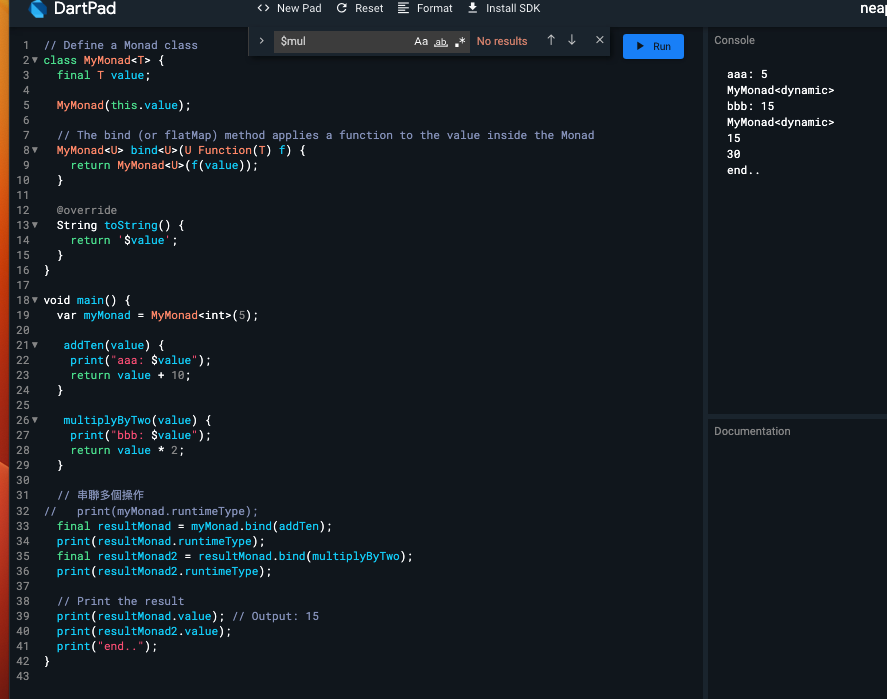 DartPad
<> New Pad
Reset
Format
Install SDK
$mul
Aa
ab
.*
No results
Run
1 // Define a Monad class
2 class MyMonad<T> {
3   final T value;
4
5   MyMonad(this.value);
6
7   // The bind (or flatMap) method applies a function to the value inside the Monad
8   MyMonad<U> bind<U>(U Function(T) f) {
9     return MyMonad<U>(f(value));
10   }
11
12   @override
13   String toString() {
14     return '$value';
15   }
16 }
17
18 void main() {
19   var myMonad = MyMonad<int>(5);
20
21    addTen(value) {
22     print("aaa: $value");
23     return value + 10;
24   }
25
26    multiplyByTwo(value) {
27     print("bbb: $value");
28     return value * 2;
29   }
30
31   // 串聯多個操作
32 //   print(myMonad.runtimeType);
33   final resultMonad = myMonad.bind(addTen);
34   print(resultMonad.runtimeType);
35   final resultMonad2 = resultMonad.bind(multiplyByTwo);
36   print(resultMonad2.runtimeType);
37
38   // Print the result
39   print(resultMonad.value); // Output: 15
40   print(resultMonad2.value);
41   print("end..");
42 }
43
Console
aaa: 5
MyMonad<dynamic>
bbb: 15
MyMonad<dynamic>
15
30
end..
Documentation